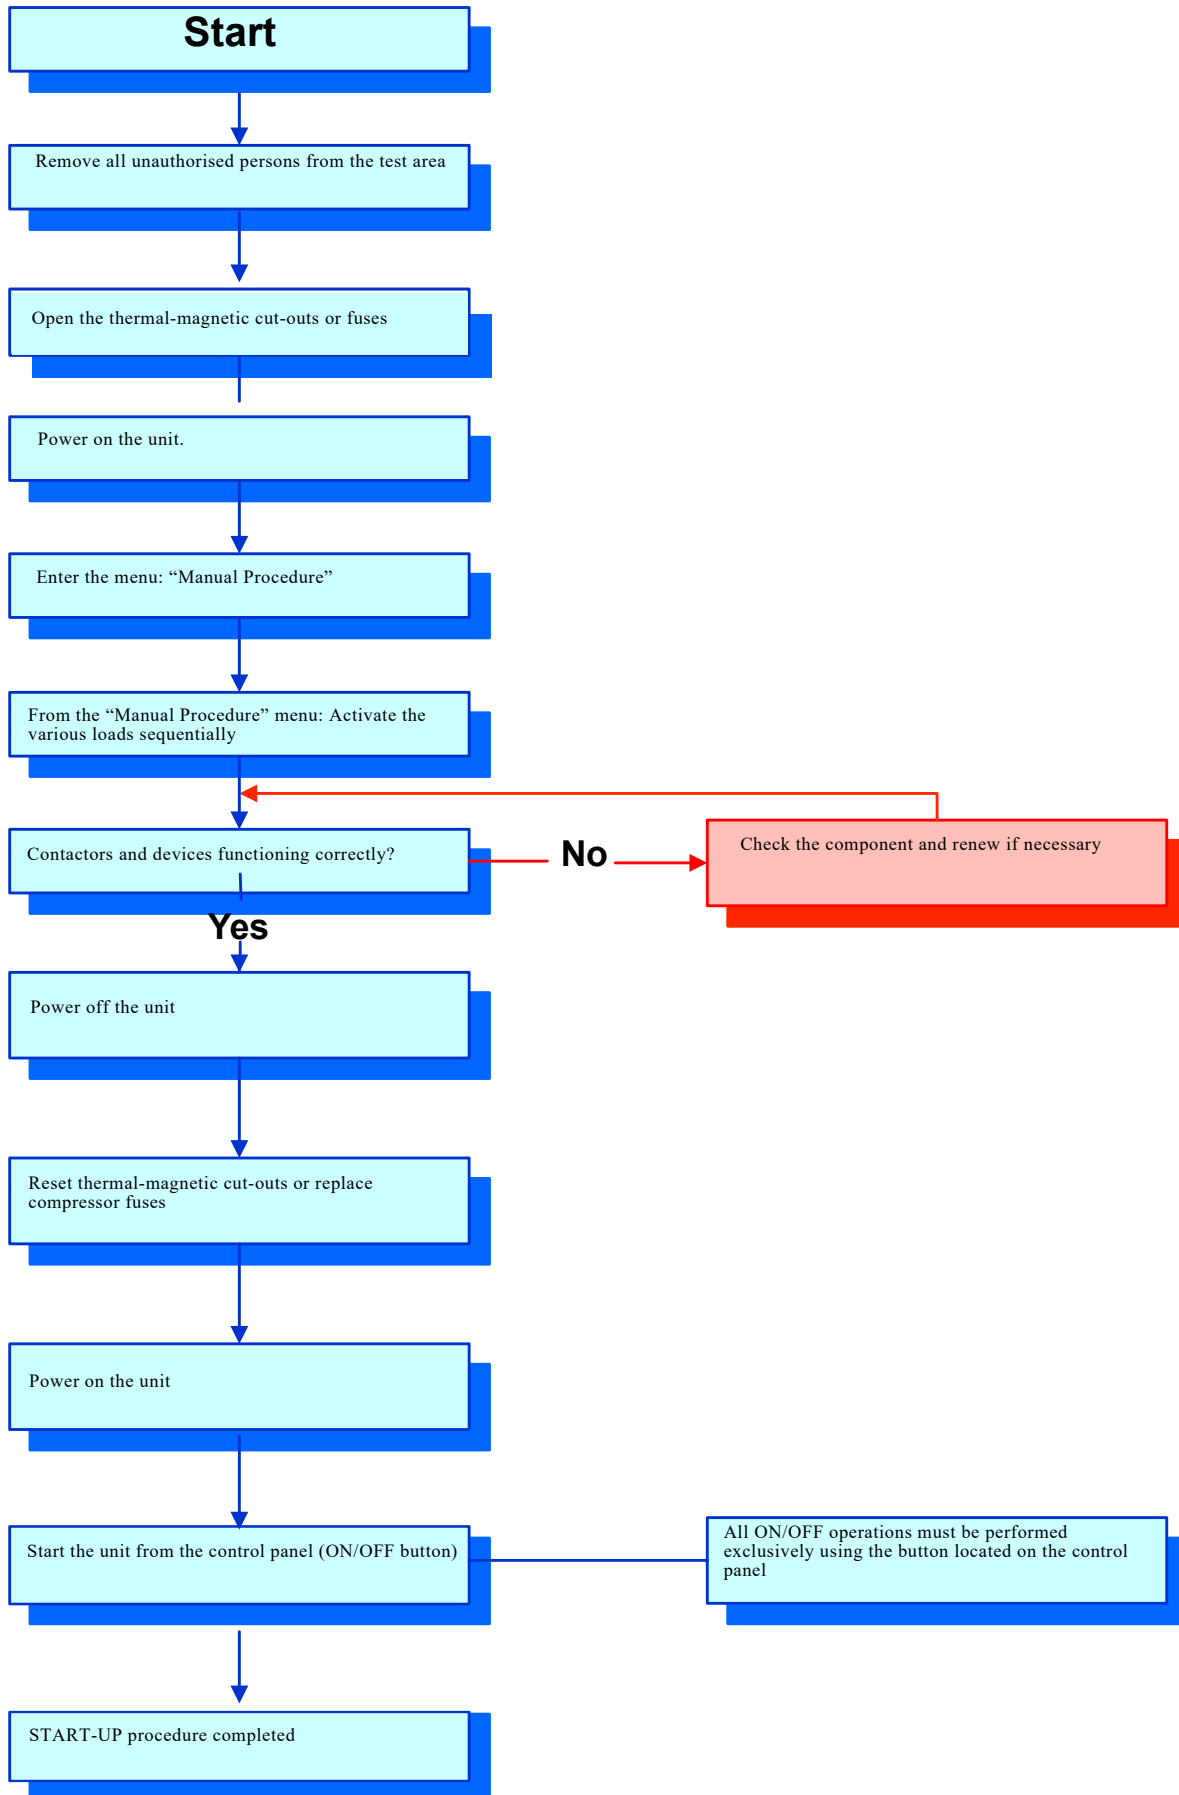 Start
Remove all unauthorised persons from the test area
Open the thermal-magnetic cut-outs or fuses
Power on the unit.
Enter the menu: “Manual Procedure”
From the “Manual Procedure” menu: Activate the
various loads sequentially
Contactors and devices functioning correctly?
No
Check the component and renew if necessary
Yes
Power off the unit
Reset thermal-magnetic cut-outs or replace
compressor fuses
Power on the unit
Start the unit from the control panel (ON/OFF button)
All ON/OFF operations must be performed
exclusively using the button located on the control
panel
START-UP procedure completed